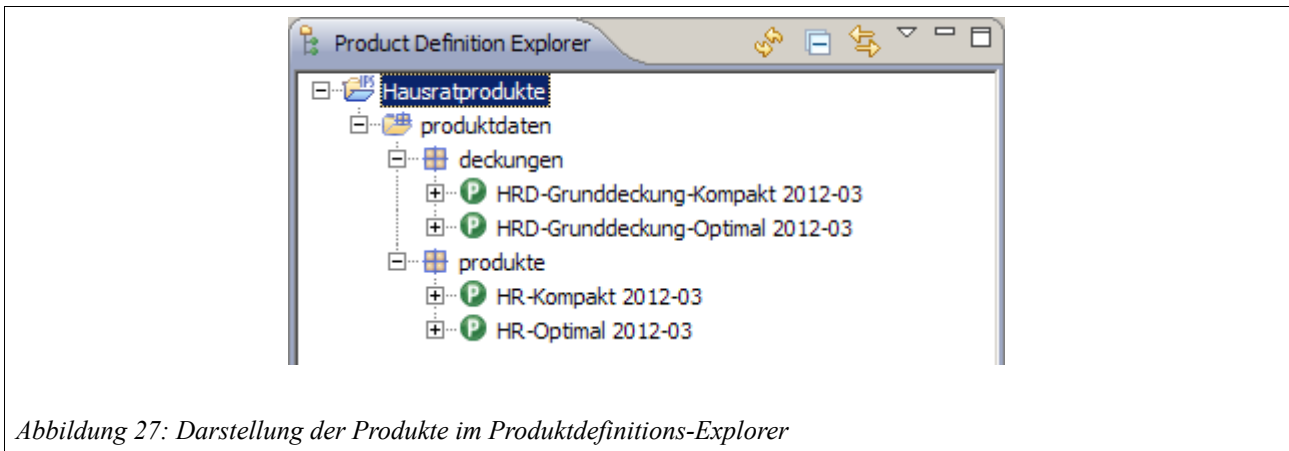 Product Definition Explorer
Hausratprodukte
produktdaten
deckungen
HRD-Grunddeckung-Kompakt 2012-03
HRD-Grunddeckung-Optimal 2012-03
produkte
HR-Kompakt 2012-03
HR-Optimal 2012-03
Abbildung 27: Darstellung der Produkte im Produktdefinitions-Explorer